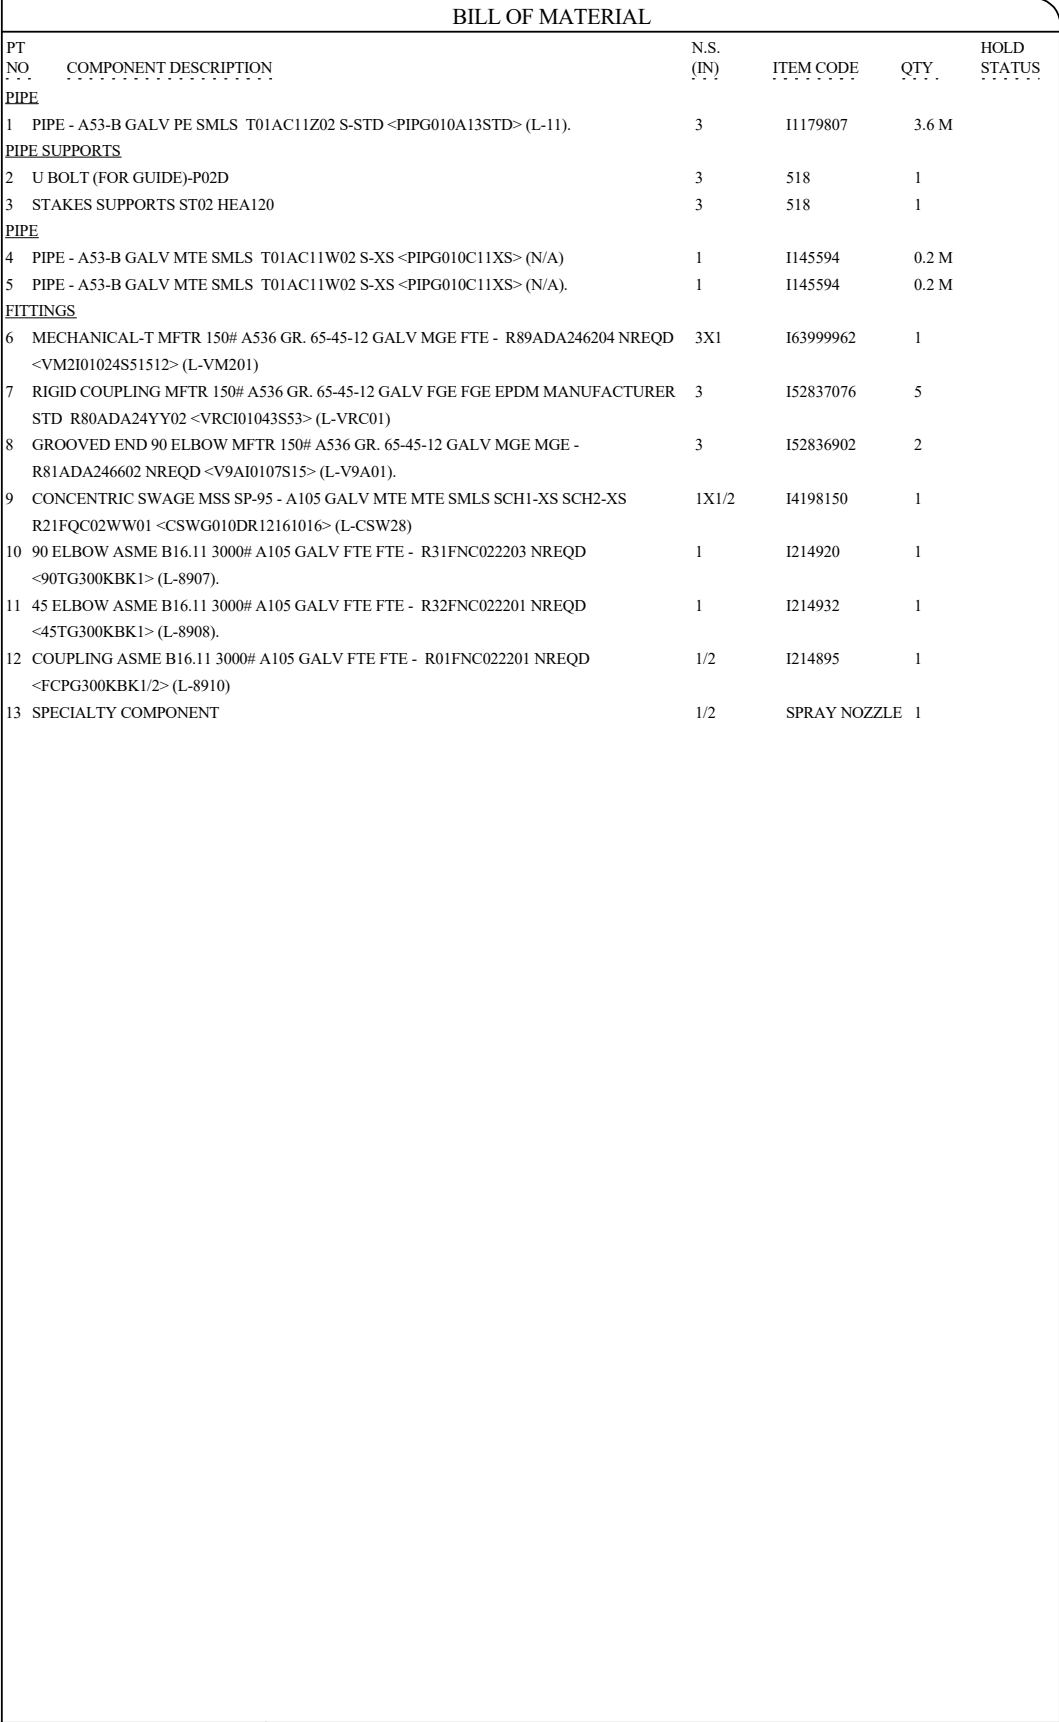 BILL OF MATERIAL
PT N.S. HOLD
NO COMPONENT DESCRIPTION (IN) ITEM CODE QTY STATUS
PIPE
1 PIPE - A53-B GALV PE SMLS T01AC11Z02 S-STD <PIPG010A13STD> (L-11). 3 I1179807 3.6 M
PIPE SUPPORTS
2 U BOLT (FOR GUIDE)-P02D 3 518 1
3 STAKES SUPPORTS ST02 HEA120 3 518 1
PIPE
4 PIPE - A53-B GALV MTE SMLS T01AC11W02 S-XS <PIPG010C11XS> (N/A) 1 I145594 0.2 M
5 PIPE - A53-B GALV MTE SMLS T01AC11W02 S-XS <PIPG010C11XS> (N/A). 1 I145594 0.2 M
FITTINGS
6 MECHANICAL-T MFTR 150# A536 GR. 65-45-12 GALV MGE FTE - R89ADA246204 NREQD 3X1 I63999962 1
<VM2I01024S51512> (L-VM201)
7 RIGID COUPLING MFTR 150# A536 GR. 65-45-12 GALV FGE FGE EPDM MANUFACTURER 3 I52837076 5
STD R80ADA24YY02 <VRCI01043S53> (L-VRC01)
8 GROOVED END 90 ELBOW MFTR 150# A536 GR. 65-45-12 GALV MGE MGE - 3 I52836902 2
R81ADA246602 NREQD <V9AI0107S15> (L-V9A01).
9 CONCENTRIC SWAGE MSS SP-95 - A105 GALV MTE MTE SMLS SCH1-XS SCH2-XS 1X1/2 I4198150 1
R21FQC02WW01 <CSWG010DR12161016> (L-CSW28)
10 90 ELBOW ASME B16.11 3000# A105 GALV FTE FTE - R31FNC022203 NREQD 1 I214920 1
<90TG300KBK1> (L-8907).
11 45 ELBOW ASME B16.11 3000# A105 GALV FTE FTE - R32FNC022201 NREQD 1 I214932 1
<45TG300KBK1> (L-8908).
12 COUPLING ASME B16.11 3000# A105 GALV FTE FTE - R01FNC022201 NREQD 1/2 I214895 1
<FCPG300KBK1/2> (L-8910)
13 SPECIALTY COMPONENT 1/2 SPRAY NOZZLE 1